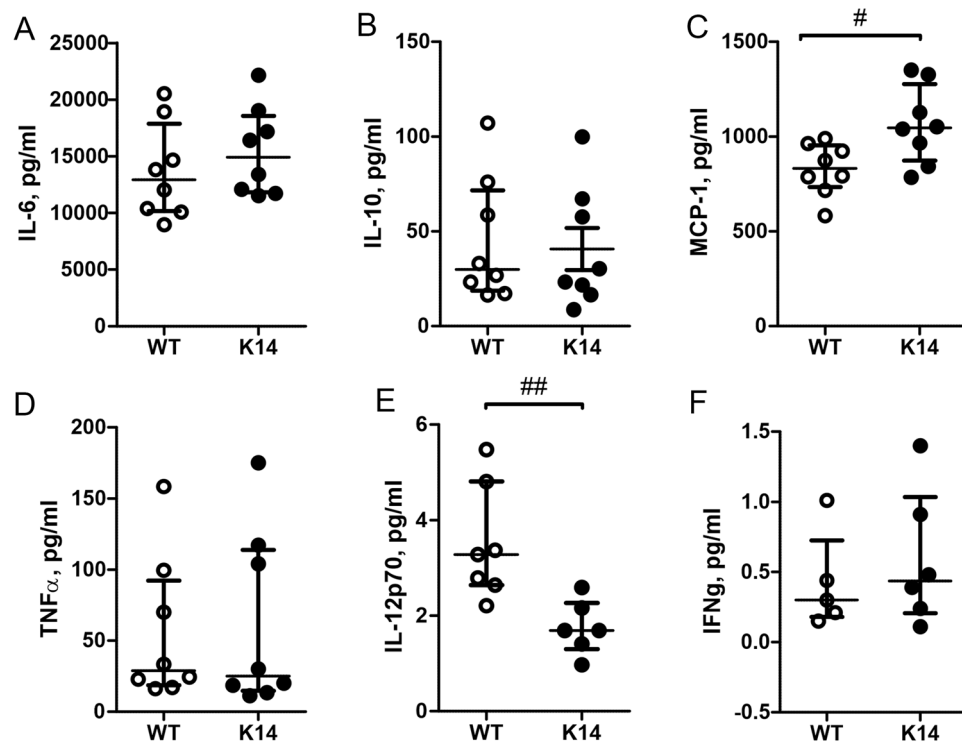 A
IL-6, pg/ml
25000
20000
15000
10000
5000
0
WT K14
B
IL-10, pg/ml
150
100
50
0
WT K14
C
MCP-1, pg/ml
#
1500
1000
500
0
WT K14
D
TNFα, pg/ml
200
150
100
50
0
WT K14
E
IL-12p70, pg/ml
##
6
4
2
0
WT K14
F
IFNg, pg/ml
1.5
1.0
0.5
0.0
-0.5
WT K14